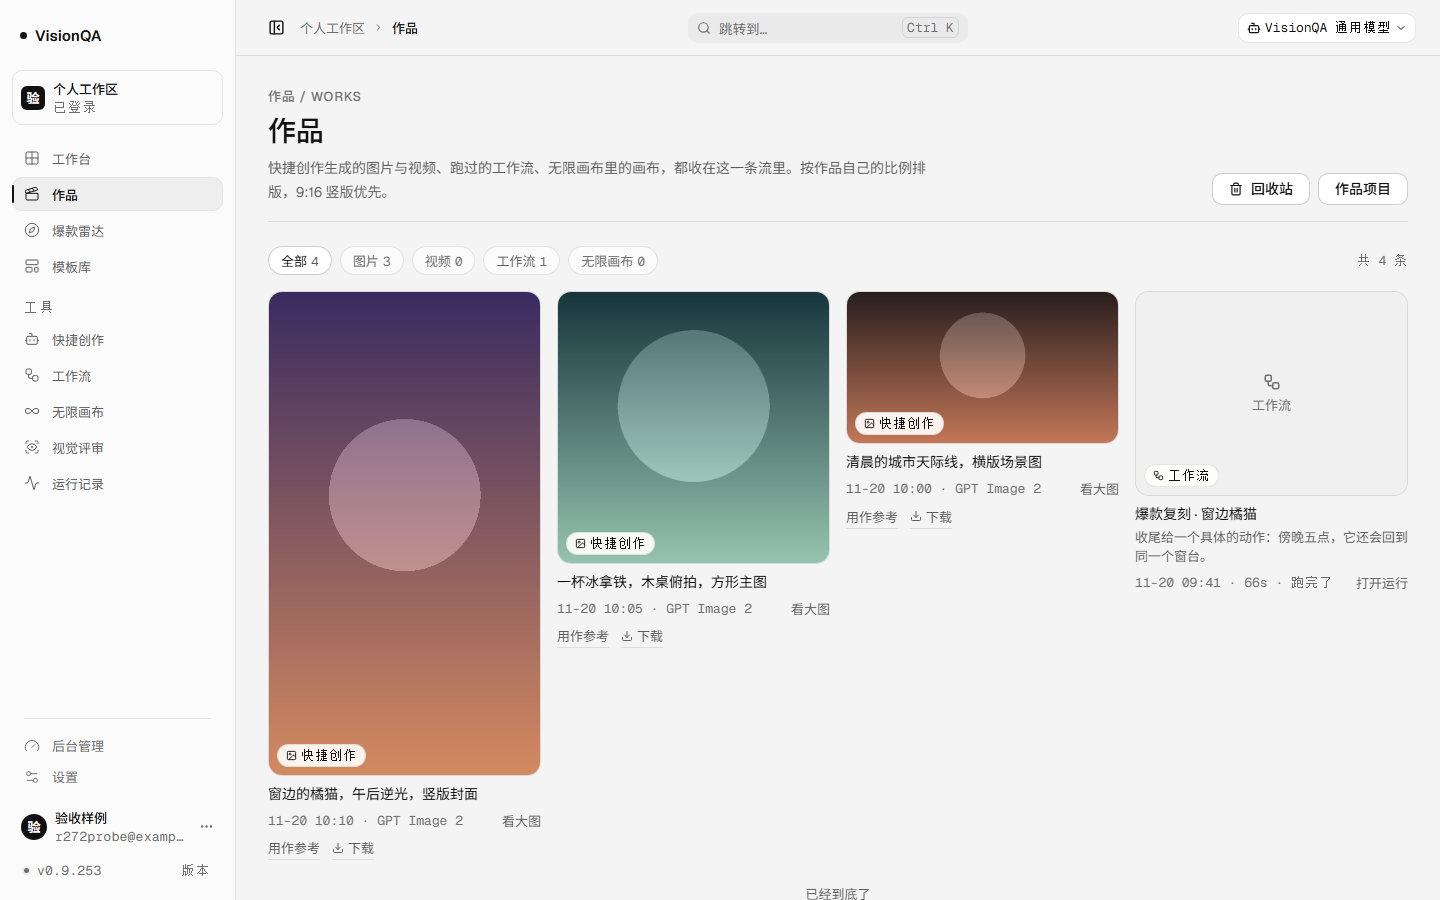 VisionQA
验
个人工作区
已登录
工作台
作品
爆款雷达
模板库
工具
快捷创作
工作流
无限画布
视觉评审
运行记录
后台管理
设置
验
验收样例
r272probe@examp…
v0.9.253
版本
个人工作区
作品
跳转到…
Ctrl K
VisionQA 通用模型
作品 / WORKS
作品
快捷创作生成的图片与视频、跑过的工作流、无限画布里的画布，都收在这一条流里。按作品自己的比例排
版，9:16 竖版优先。
回收站
作品项目
全部 4
图片 3
视频 0
工作流 1
无限画布 0
共 4 条
快捷创作
窗边的橘猫，午后逆光，竖版封面
11-20 10:10 · GPT Image 2
看大图
用作参考
下载
快捷创作
一杯冰拿铁，木桌俯拍，方形主图
11-20 10:05 · GPT Image 2
看大图
用作参考
下载
快捷创作
清晨的城市天际线，横版场景图
11-20 10:00 · GPT Image 2
看大图
用作参考
下载
工作流
工作流
爆款复刻 · 窗边橘猫
收尾给一个具体的动作：傍晚五点，它还会回到
同一个窗台。
11-20 09:41 · 66s · 跑完了
打开运行
已经到底了